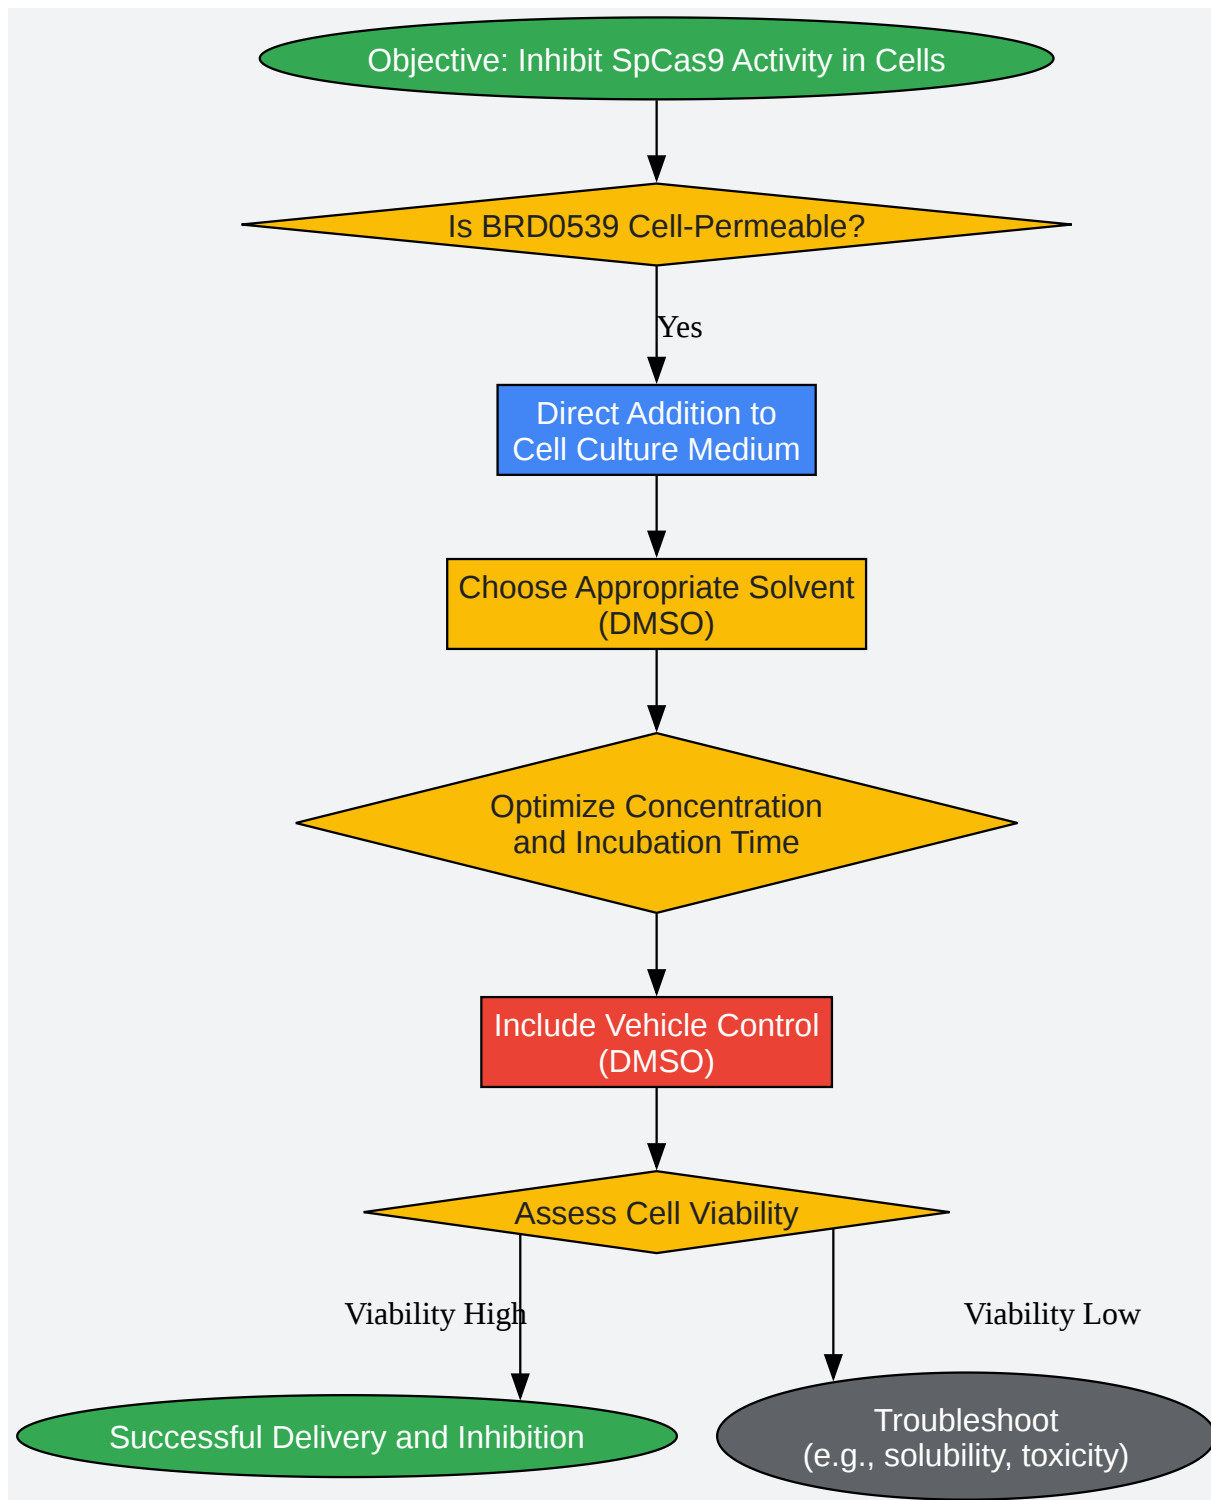 Objective: Inhibit SpCas9 Activity in Cells
Is BRD0539 Cell-Permeable?
Yes
Direct Addition to
Cell Culture Medium
Choose Appropriate Solvent
(DMSO)
Optimize Concentration
and Incubation Time
Include Vehicle Control
(DMSO)
Assess Cell Viability
Viability High
Viability Low
Successful Delivery and Inhibition
Troubleshoot
(e.g., solubility, toxicity)